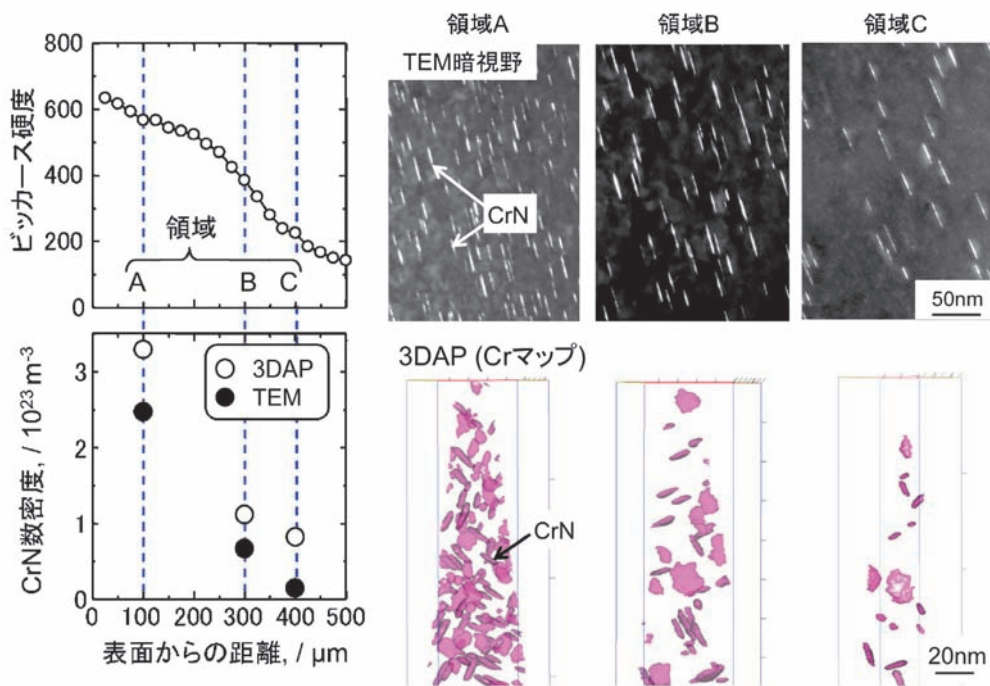 800
600
400
200
0
ビッカース硬度
領域
A
B
C
3
2
1
0
CrN数密度, / 10²³m⁻³
3DAP
TEM
0 100 200 300 400 500
表面からの距離, / μm
領域A
領域B
領域C
TEM暗視野
CrN
50nm
3DAP (Crマップ)
CrN
20nm